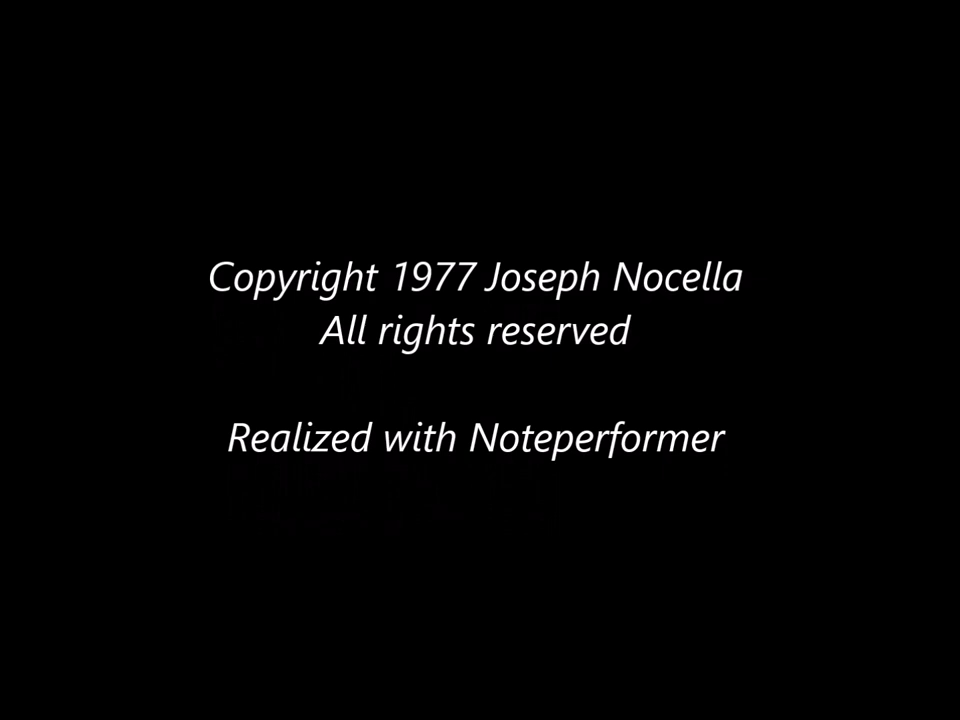 Copyright 1977 Joseph Nocella
All rights reserved
Realized with Noteperformer